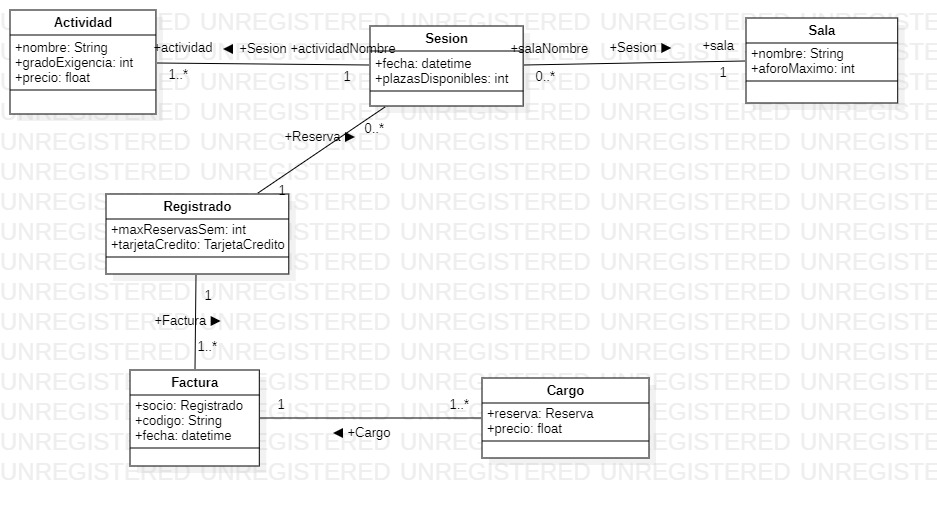 Actividad
+nombre: String
+gradoExigencia: int
+precio: float
+actividad
1..*
+Sesion
+actividadNombre
1
Sesion
+fecha: datetime
+plazasDisponibles: int
+salaNombre
0..*
+Sesion
+sala
1
Sala
+nombre: String
+aforoMaximo: int
0..*
+Reserva
1
Registrado
+maxReservasSem: int
+tarjetaCredito: TarjetaCredito
1
+Factura
1..*
Factura
+socio: Registrado
+codigo: String
+fecha: datetime
1
1..*
+Cargo
Cargo
+reserva: Reserva
+precio: float
UNREGISTERED UNREGISTERED UNREGISTERED UNREGISTERED UNREGISTERED